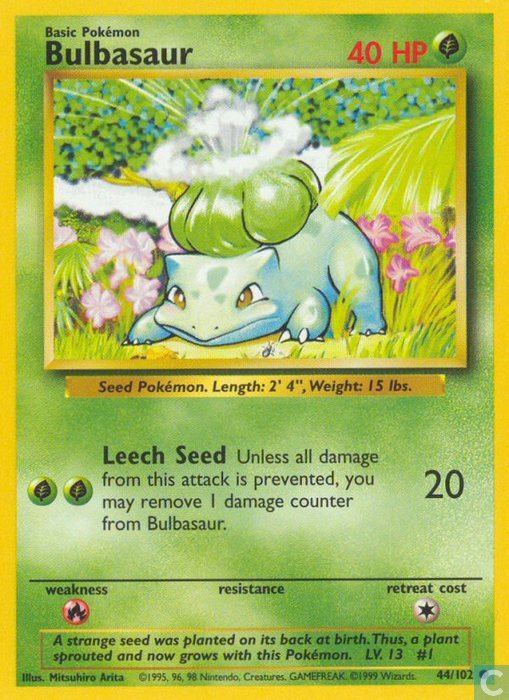 Basic Pokémon
Bulbasaur
40 HP
Seed Pokémon. Length: 2' 4", Weight: 15 lbs.
Leech Seed Unless all damage
from this attack is prevented, you
may remove 1 damage counter
from Bulbasaur.
20
weakness
resistance
retreat cost
A strange seed was planted on its back at birth. Thus, a plant
sprouted and now grows with this Pokémon. LV. 13 #1
Illus. Mitsuhiro Arita
©1995, 96, 98 Nintendo, Creatures, GAMEFREAK. ©1999 Wizards.
44/102
C